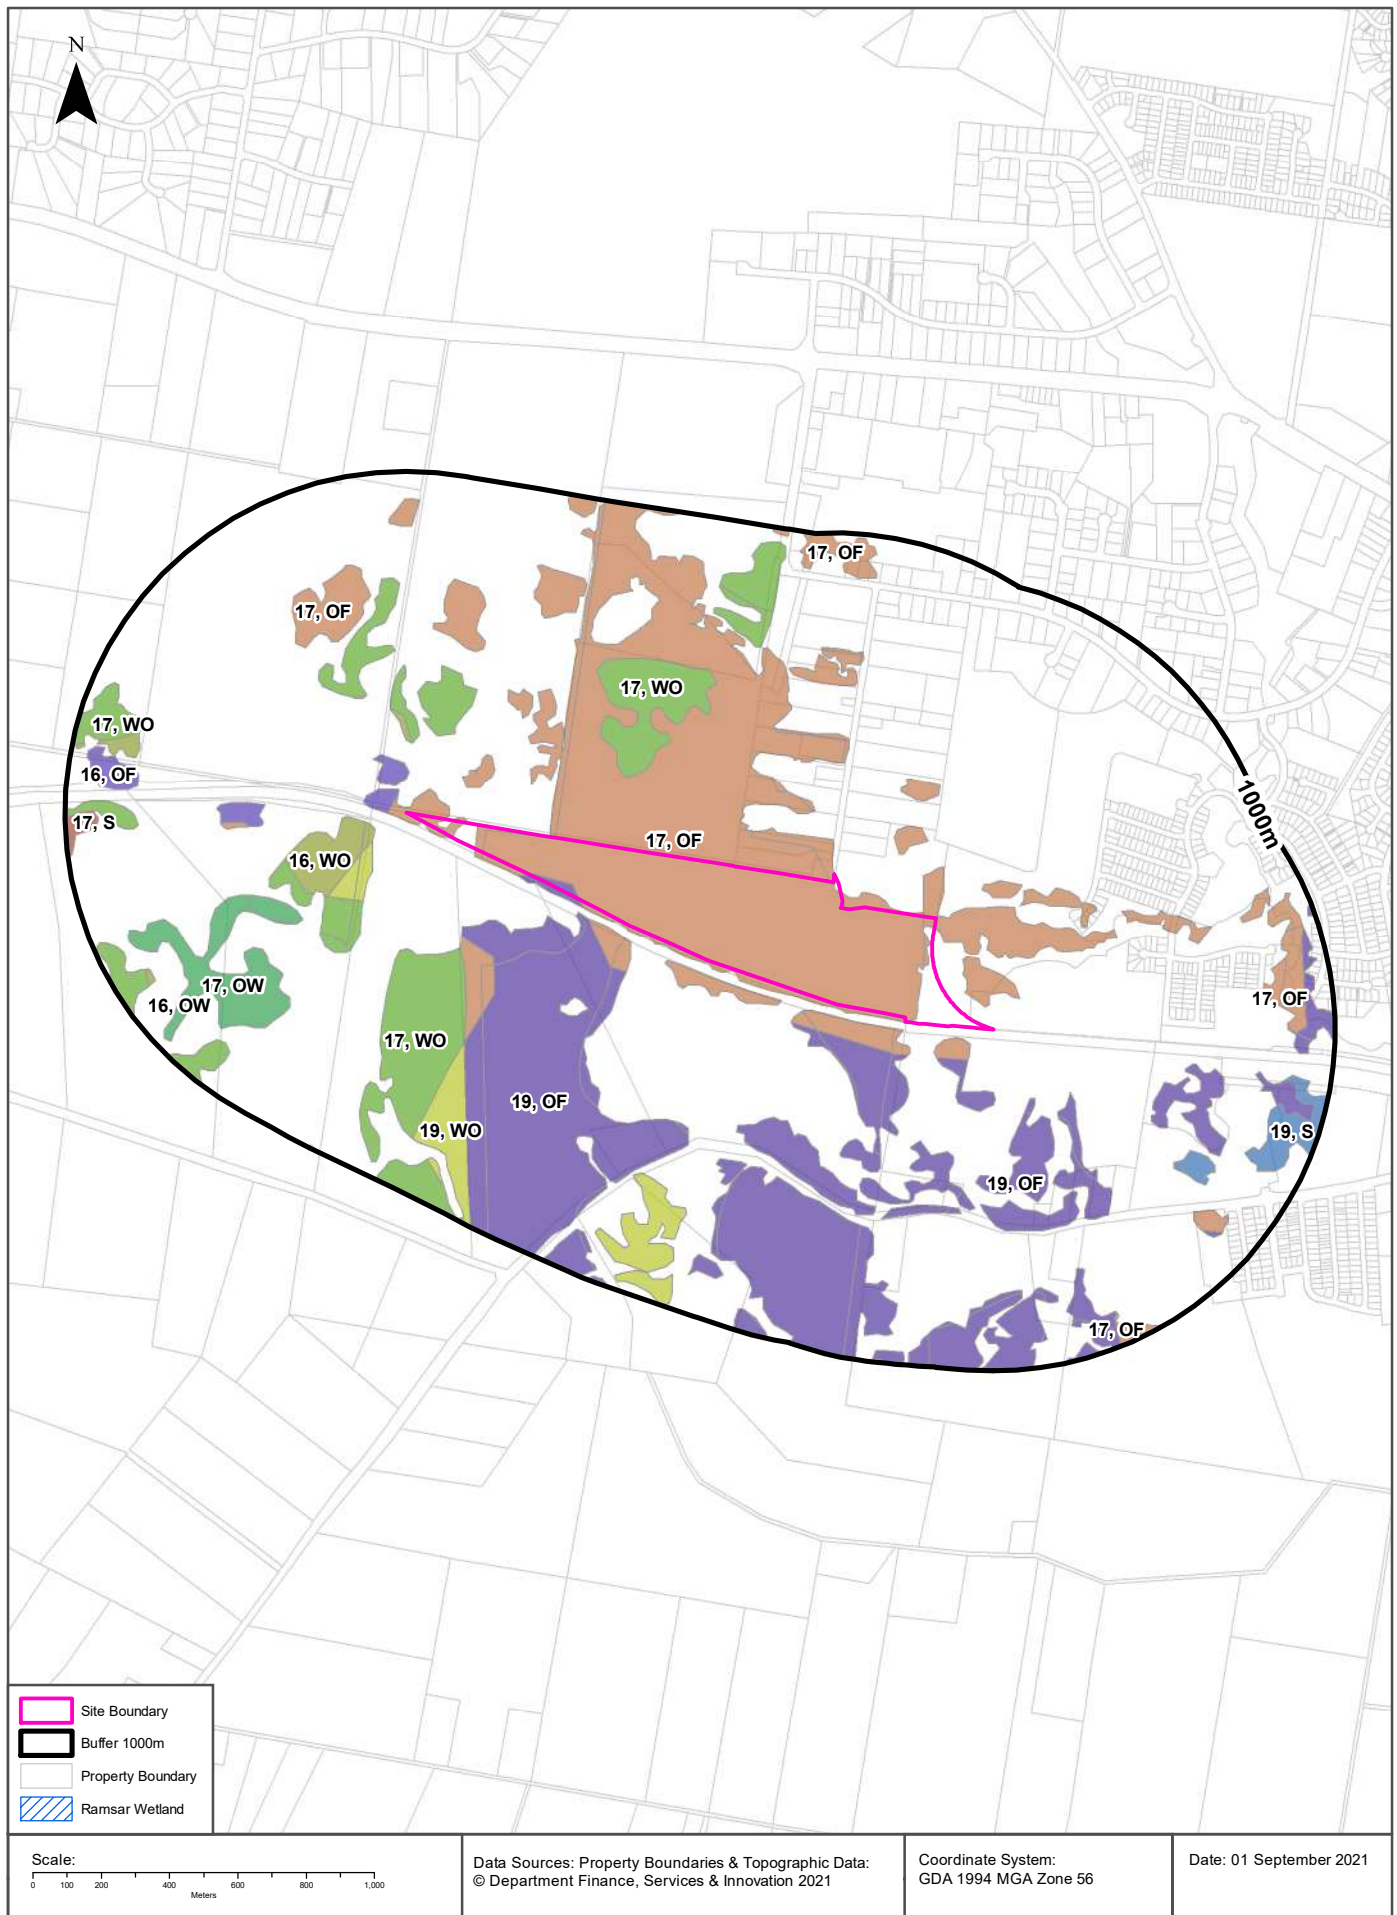 N
17, OF
17, OF
17, WO
17, WO
16, OF
1000m
17, S
17, OF
16, WO
17, OW
16, OW
17, OF
17, WO
19, OF
19, WO
19, S
19, OF
17, OF
Site Boundary
Buffer 1000m
Property Boundary
Ramsar Wetland
Scale:
0 100 200 400 600 800 1,000
Meters
Data Sources: Property Boundaries & Topographic Data:
© Department Finance, Services & Innovation 2021
Coordinate System:
GDA 1994 MGA Zone 56
Date: 01 September 2021